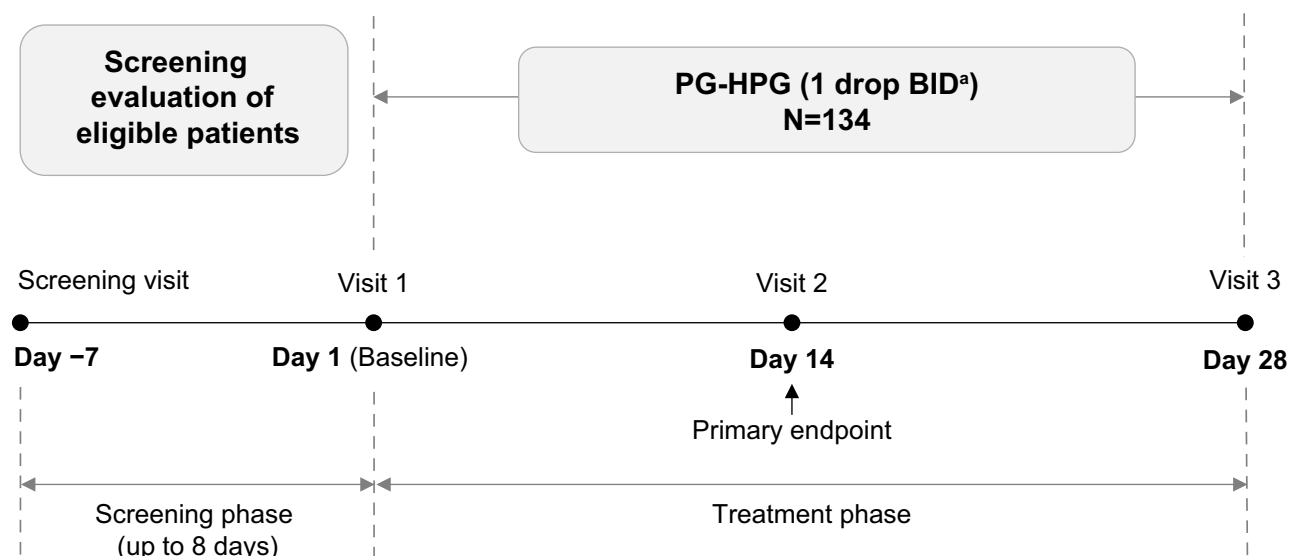 Screening
evaluation of
eligible patients
PG-HPG (1 drop BIDᵃ)
N=134
Screening visit
Visit 1
Visit 2
Visit 3
Day −7
Day 1 (Baseline)
Day 14
Day 28
Primary endpoint
Screening phase
(up to 8 days)
Treatment phase